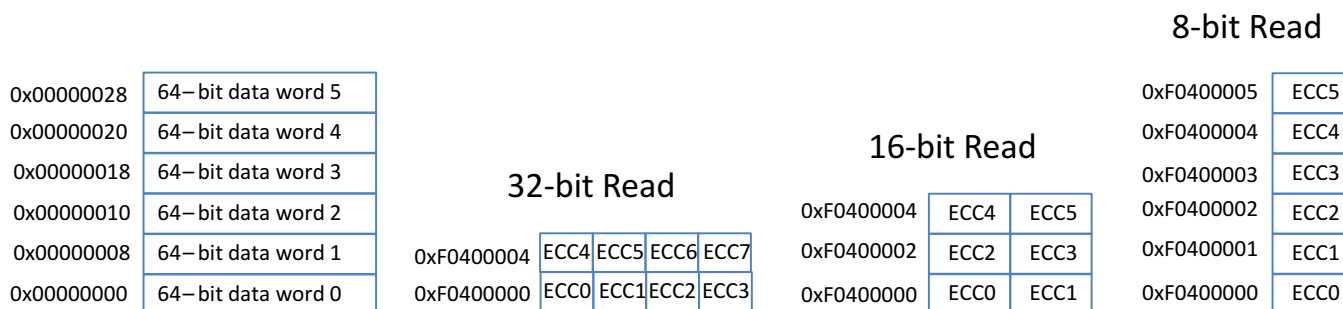 8-bit Read
0x00000028 64–bit data word 5
0x00000020 64–bit data word 4
0x00000018 64–bit data word 3
0x00000010 64–bit data word 2
0x00000008 64–bit data word 1
0x00000000 64–bit data word 0
32-bit Read
0xF0400004 ECC4 ECC5 ECC6 ECC7
0xF0400000 ECC0 ECC1 ECC2 ECC3
16-bit Read
0xF0400004 ECC4 ECC5
0xF0400002 ECC2 ECC3
0xF0400000 ECC0 ECC1
0xF0400005 ECC5
0xF0400004 ECC4
0xF0400003 ECC3
0xF0400002 ECC2
0xF0400001 ECC1
0xF0400000 ECC0